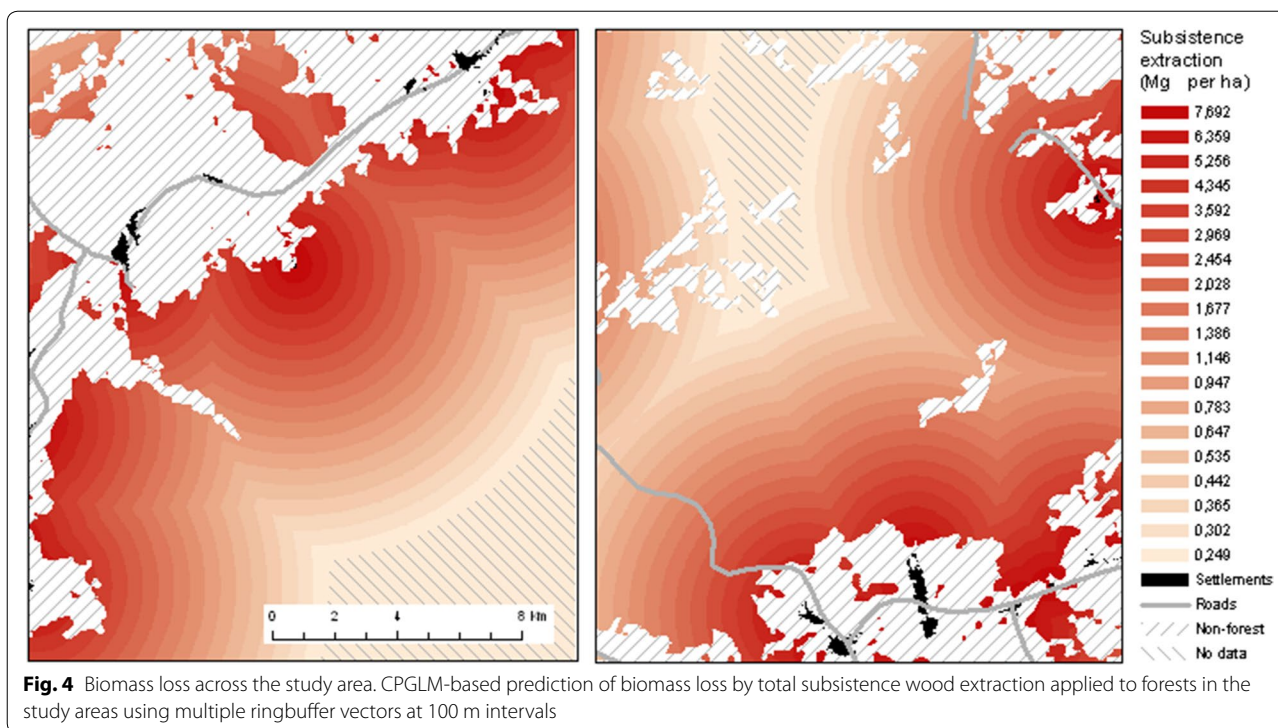 Subsistence
extraction
(Mg per ha)
7,692
6,359
5,256
4,345
3,592
2,969
2,454
2,028
1,677
1,386
1,146
0,947
0,783
0,647
0,535
0,442
0,365
0,302
0,249
Settlements
Roads
Non-forest
No data
0 2 4 8 km
Fig. 4 Biomass loss across the study area. CPGLM-based prediction of biomass loss by total subsistence wood extraction applied to forests in the
study areas using multiple ringbuffer vectors at 100 m intervals